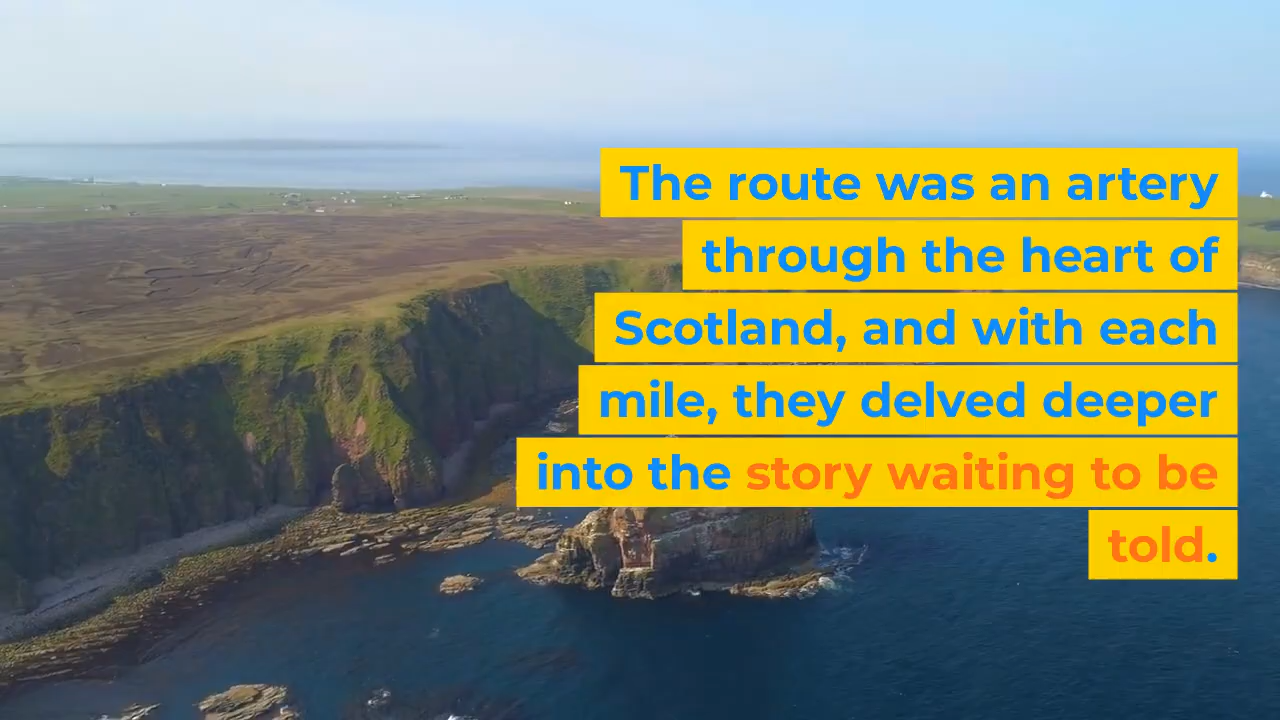 The route was an artery
through the heart of
Scotland, and with each
mile, they delved deeper
into the story waiting to be
told.